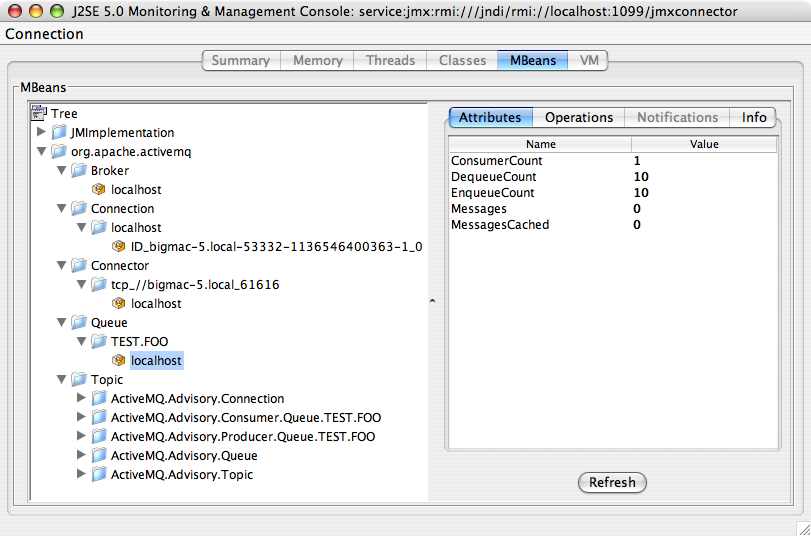 J2SE 5.0 Monitoring & Management Console: service:jmx:rmi:///jndi/rmi://localhost:1099/jmxconnector
Connection
Summary Memory Threads Classes MBeans VM
MBeans
Tree
JMImplementation
org.apache.activemq
Broker
localhost
Connection
localhost
ID_bigmac-5.local-53332-1136546400363-1_0
Connector
tcp_//bigmac-5.local_61616
localhost
Queue
TEST.FOO
localhost
Topic
ActiveMQ.Advisory.Connection
ActiveMQ.Advisory.Consumer.Queue.TEST.FOO
ActiveMQ.Advisory.Producer.Queue.TEST.FOO
ActiveMQ.Advisory.Queue
ActiveMQ.Advisory.Topic
Attributes Operations Notifications Info
Name Value
ConsumerCount 1
DequeueCount 10
EnqueueCount 10
Messages 0
MessagesCached 0
Refresh